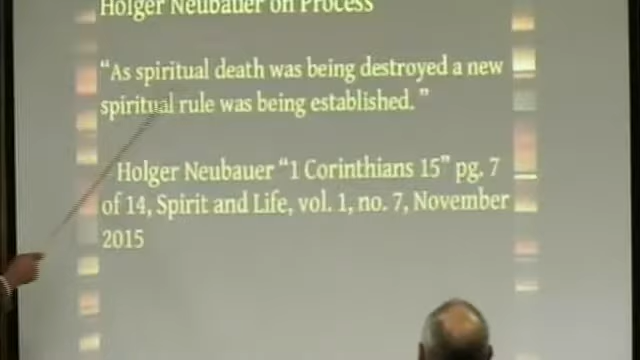 Holger Neubauer on Process
“As spiritual death was being destroyed a new
spiritual rule was being established.”
Holger Neubauer “1 Corinthians 15” pg. 7
of 14, Spirit and Life, vol. 1, no. 7, November
2015